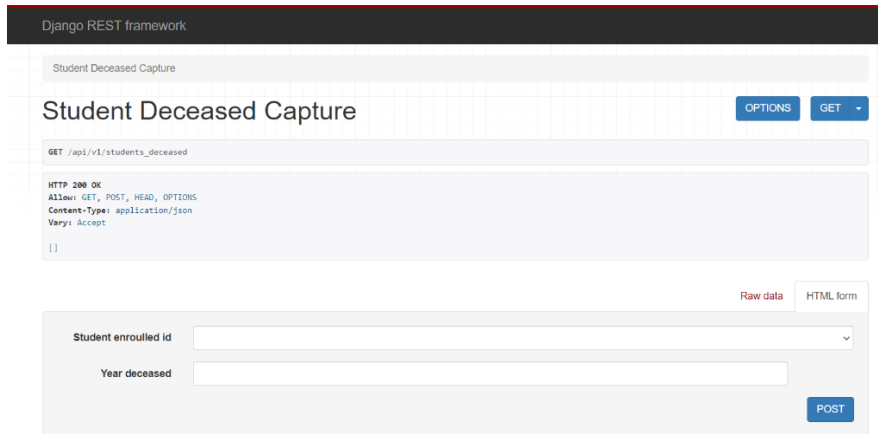 Django REST framework
Student Deceased Capture
Student Deceased Capture
OPTIONS
GET
GET /api/v1/students_deceased
HTTP 200 OK
Allow: GET, POST, HEAD, OPTIONS
Content-Type: application/json
Vary: Accept
[]
Raw data
HTML form
Student enroulled id
Year deceased
POST